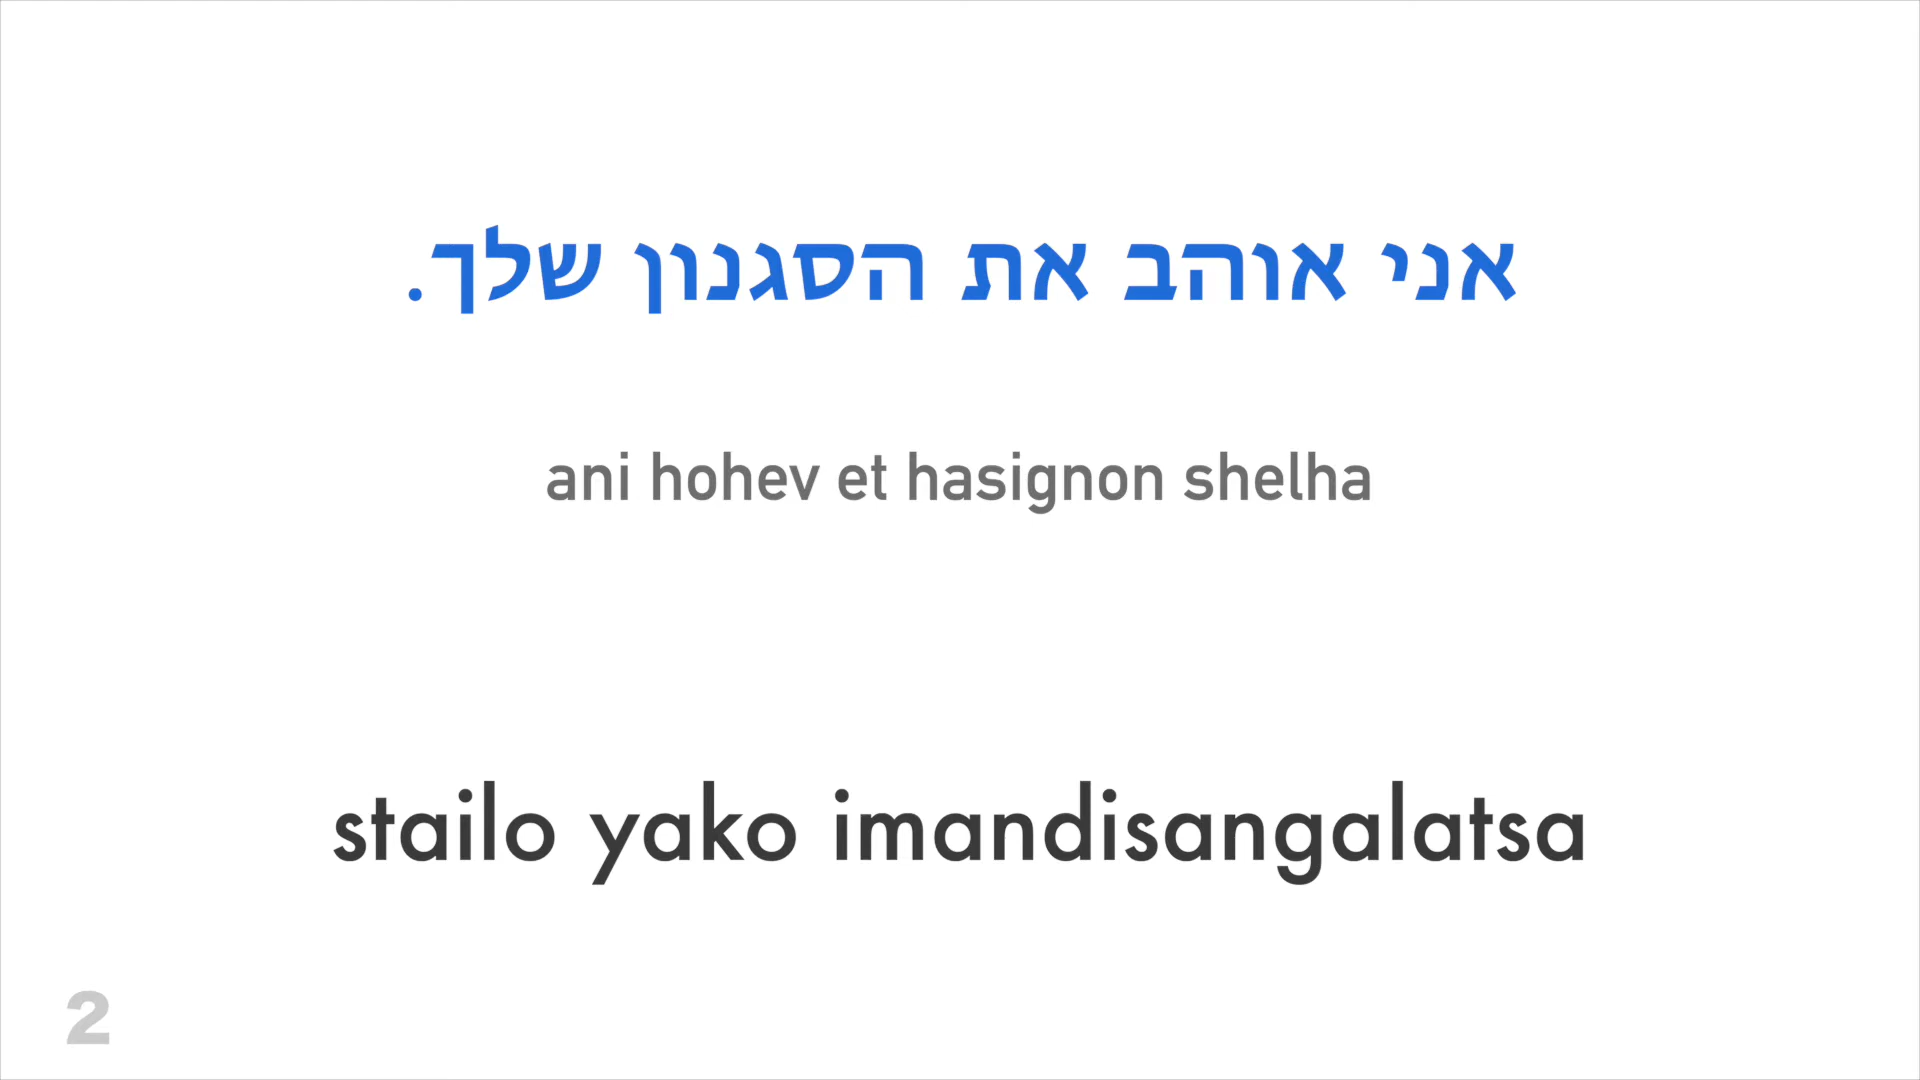 אני אוהב את הסגנון שלך.
ani hohev et hasignon shelha
stailo yako imandisangalatsa
2